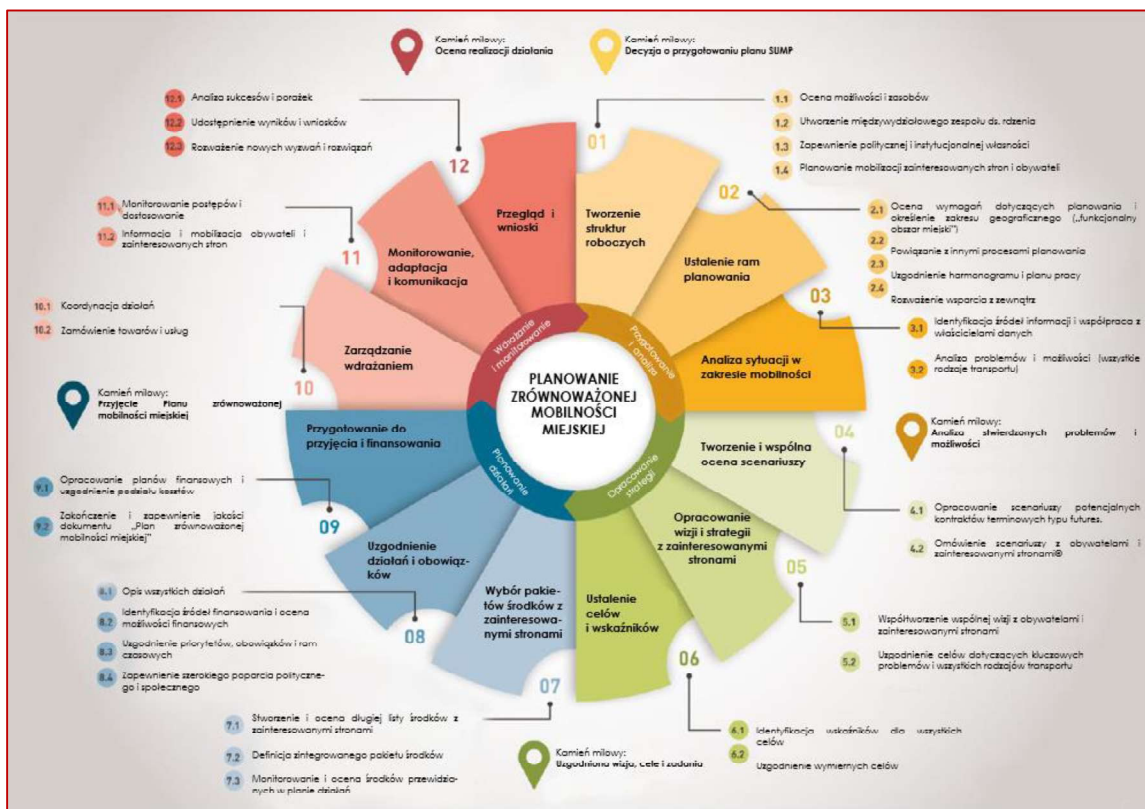 Kamień milowy:
Ocena realizacji działania
Kamień milowy:
Decyzja o przygotowaniu planu SUMP
12.1 Analiza sukcesów i porażek
12.2 Udostępnienie wyników i wniosków
12.3 Rozważenie nowych wyzwań i rozwiązań
1.1 Ocena możliwości i zasobów
1.2 Utworzenie międzywydziałowego zespołu ds. rdzenia
1.3 Zapewnienie politycznej i instytucjonalnej własności
1.4 Planowanie mobilizacji zainteresowanych stron i obywateli
11.1 Monitorowanie postępów i
dostosowanie
11.2 Informacja i mobilizacja obywateli i
zainteresowanych stron
2.1 Ocena wymagań dotyczących planowania i
określenie zakresu geograficznego („funkcjonalny
obszar miejski")
2.2
Powiązanie z innymi procesami planowania
2.3
Uzgodnienie harmonogramu i planu pracy
2.4
Rozważenie wsparcia z zewnątrz
10.1 Koordynacja działań
10.2 Zamówienie towarów i usług
3.1 Identyfikacja źródeł informacji i współpraca z
właścicielami danych
3.2 Analiza problemów i możliwości (wszystkie
rodzaje transportu)
Kamień milowy:
Przyjęcie Planu zrównoważonej
mobilności miejskiej
Kamień milowy:
Analiza stwierdzonych problemów i
możliwości
9.1 Opracowanie planów finansowych i
uzgodnienie podziału kosztów
9.2 Zakończenie i zapewnienie jakości
dokumentu „Plan zrównoważonej
mobilności miejskiej"
4.1 Opracowanie scenariuszy potencjalnych
kontraktów terminowych typu futures.
4.2 Omówienie scenariuszy z obywatelami i
zainteresowanymi stronami®
8.1 Opis wszystkich działań
8.2 Identyfikacja źródeł finansowania i ocena
możliwości finansowych
8.3 Uzgodnienie priorytetów, obowiązków i ram
czasowych
8.4 Zapewnienie szerokiego poparcia polityczne-
go i społecznego
5.1 Współtworzenie wspólnej wizji z obywatelami i
zainteresowanymi stronami
5.2 Uzgodnienie celów dotyczących kluczowych
problemów i wszystkich rodzajów transportu
7.1 Stworzenie i ocena długiej listy środków z
zainteresowanymi stronami
7.2 Definicja zintegrowanego pakietu środków
7.3 Monitorowanie i ocena środków przewidzia-
nych w planie działań
Kamień milowy:
Uzgodniona wizja, cele i zadania
6.1 Identyfikacja wskaźników dla wszystkich
celów
6.2
Uzgodnienie wymiernych celów
01
Tworzenie
struktur
roboczych
02
Ustalenie ram
planowania
03
Analiza sytuacji w
zakresie mobilności
04
Tworzenie i wspólna
ocena scenariuszy
05
Opracowanie
wizji i strategii
z zainteresowanymi
stronami
06
Ustalenie
celów
i wskaźników
07
Wybór pakie-
tów środków z
zainteresowa-
nymi stronami
08
Uzgodnienie
działań i obowiąz-
ków
09
Przygotowanie do
przyjęcia i finansowania
10
Zarządzanie
wdrażaniem
11
Monitorowanie,
adaptacja
i komunikacja
12
Przegląd i
wnioski
Wdrażanie
i monitorowanie
Przygotowanie
i analiza
Opracowanie
strategii
Planowanie
działań
PLANOWANIE
ZRÓWNOWAŻONEJ
MOBILNOŚCI
MIEJSKIEJ